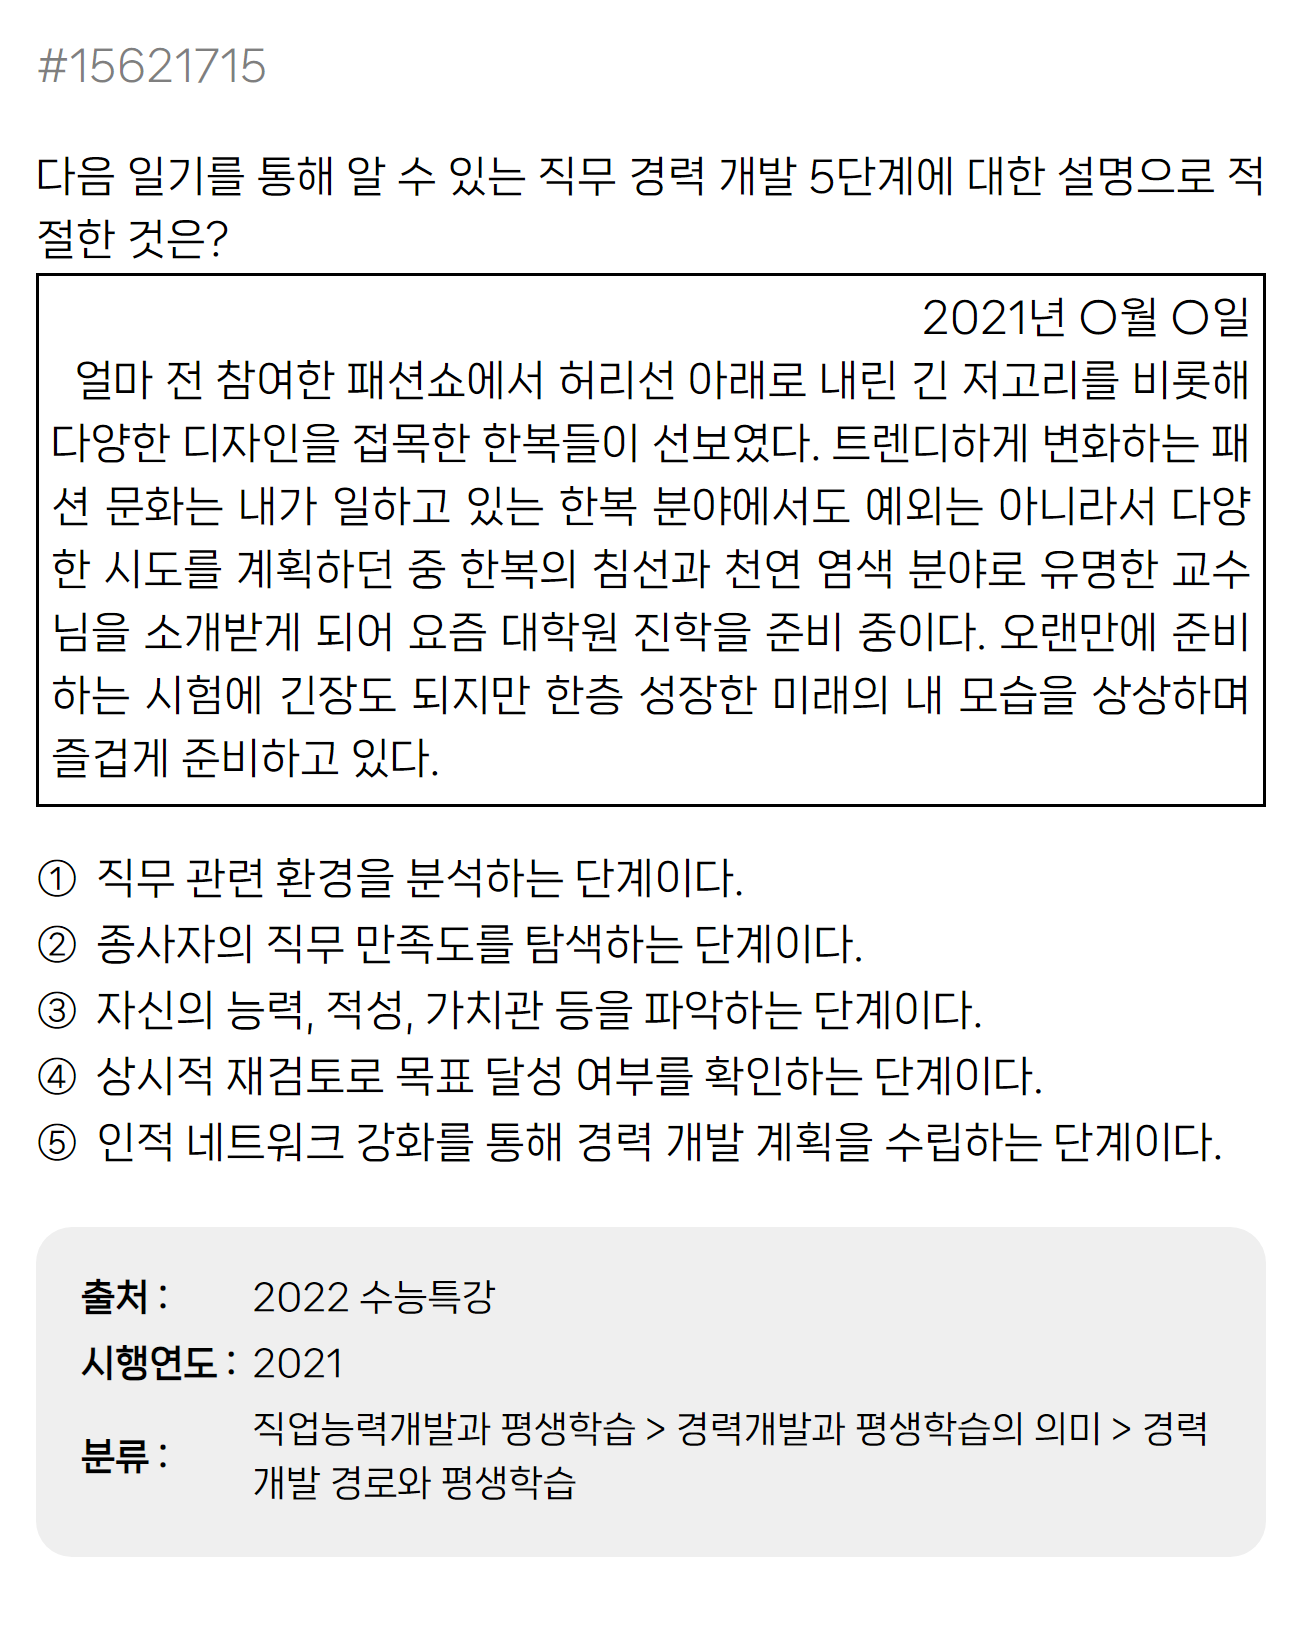 #15621715
다음 일기를 통해 알 수 있는 직무 경력 개발 5단계에 대한 설명으로 적
절한 것은?
2021년 ○월 ○일
얼마 전 참여한 패션쇼에서 허리선 아래로 내린 긴 저고리를 비롯해
다양한 디자인을 접목한 한복들이 선보였다. 트렌디하게 변화하는 패
션 문화는 내가 일하고 있는 한복 분야에서도 예외는 아니라서 다양
한 시도를 계획하던 중 한복의 침선과 천연 염색 분야로 유명한 교수
님을 소개받게 되어 요즘 대학원 진학을 준비 중이다. 오랜만에 준비
하는 시험에 긴장도 되지만 한층 성장한 미래의 내 모습을 상상하며
즐겁게 준비하고 있다.
① 직무 관련 환경을 분석하는 단계이다.
② 종사자의 직무 만족도를 탐색하는 단계이다.
③ 자신의 능력, 적성, 가치관 등을 파악하는 단계이다.
④ 상시적 재검토로 목표 달성 여부를 확인하는 단계이다.
⑤ 인적 네트워크 강화를 통해 경력 개발 계획을 수립하는 단계이다.
출처 : 2022 수능특강
시행연도 : 2021
분류 : 직업능력개발과 평생학습 > 경력개발과 평생학습의 의미 > 경력
개발 경로와 평생학습